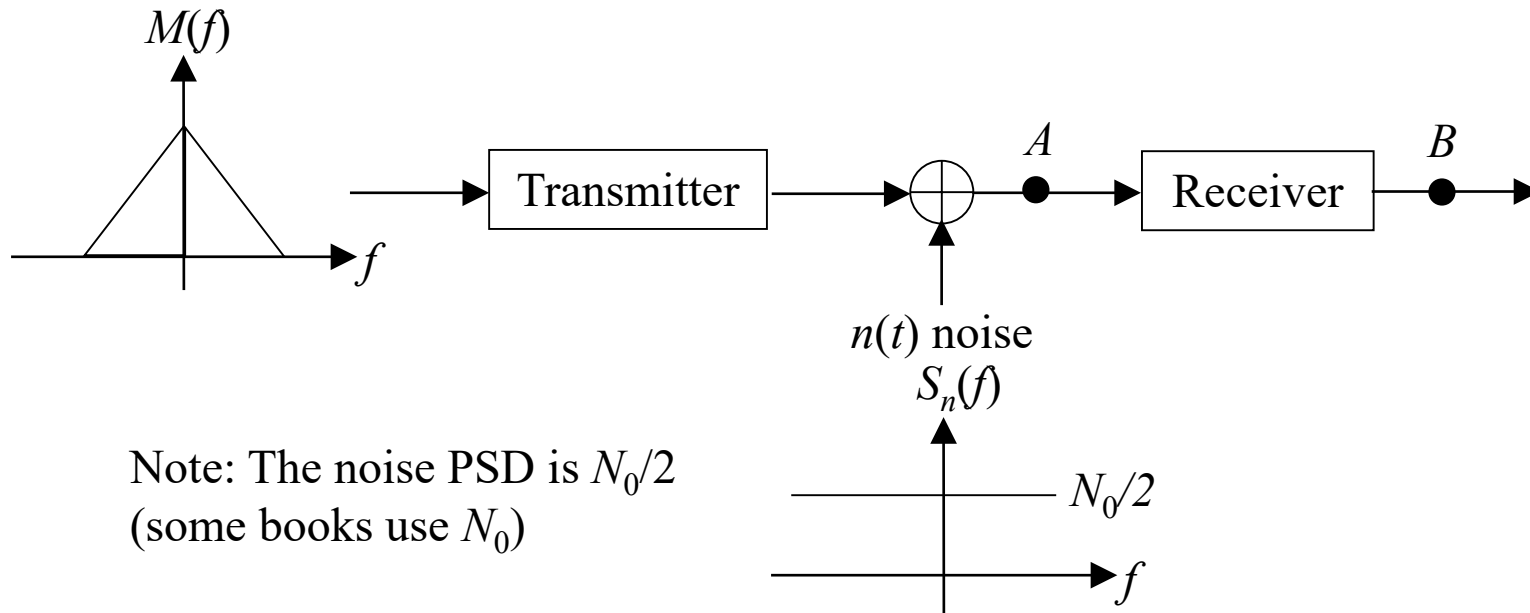 M(f)
f
Transmitter
A
Receiver
B
n(t) noise
Sₙ(f)
N₀/2
f
Note: The noise PSD is N₀/2
(some books use N₀)